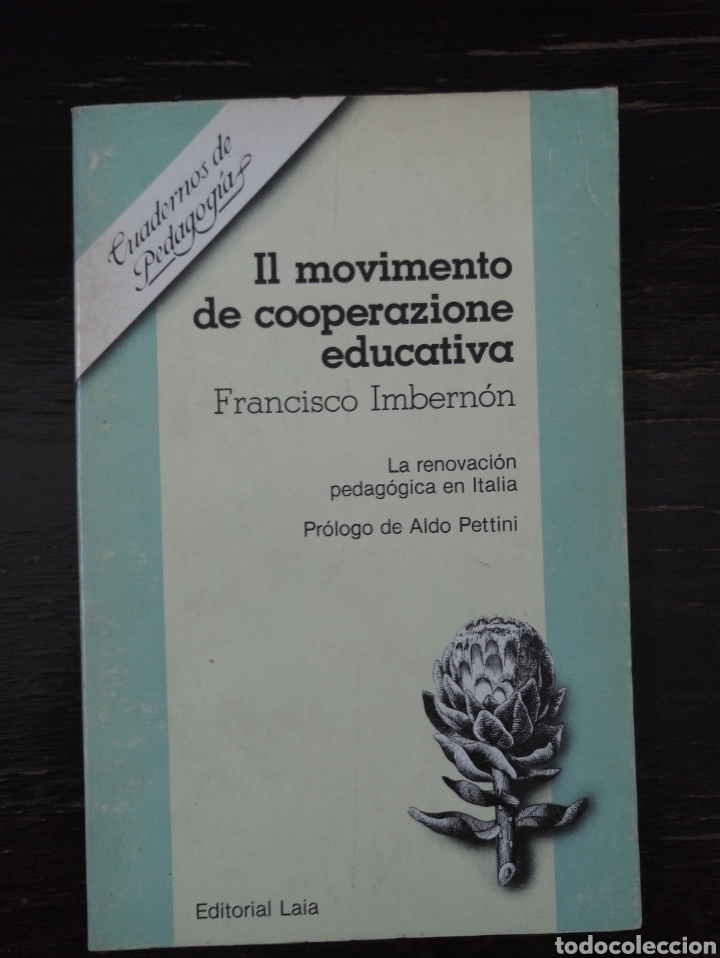 Cuadernos de
Pedagogía
Il movimento
de cooperazione
educativa
Francisco Imbernón
La renovación
pedagógica en Italia
Prólogo de Aldo Pettini
Editorial Laia
todocoleccion